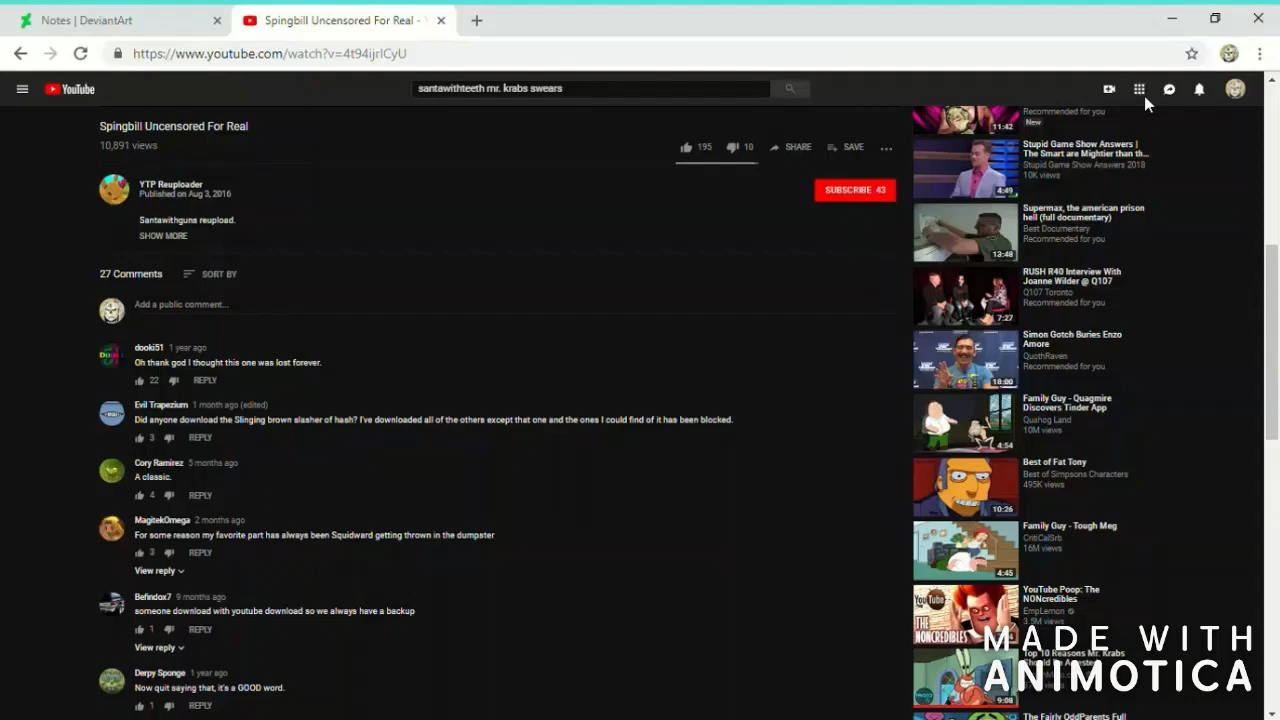 Notes | DeviantArt
Spingbill Uncensored For Real -
https://www.youtube.com/watch?v=4t94ijrlCyU
YouTube
santawithteeth mr. krabs swears
Spingbill Uncensored For Real
10,891 views
195
10
SHARE
SAVE
YTP Reuploader
Published on Aug 3, 2016
SUBSCRIBE 43
Santawithguns reupload.
SHOW MORE
27 Comments
SORT BY
Add a public comment...
dooki51 1 year ago
Oh thank god I thought this one was lost forever.
22 REPLY
Evil Trapezium 1 month ago (edited)
Did anyone download the Slinging brown slasher of hash? I've downloaded all of the others except that one and the ones I could find of it has been blocked.
3 REPLY
Cory Ramirez 5 months ago
A classic.
4 REPLY
MagitekOmega 2 months ago
For some reason my favorite part has always been Squidward getting thrown in the dumpster
3 REPLY
View reply
Befindox7 9 months ago
someone download with youtube download so we always have a backup
1 REPLY
View reply
Derpy Sponge 1 year ago
Now quit saying that, it's a GOOD word.
1 REPLY
Recommended for you
New
11:42
Stupid Game Show Answers |
The Smart are Mightier than th...
Stupid Game Show Answers 2018
10K views
4:49
Supermax, the american prison
hell (full documentary)
Best Documentary
Recommended for you
13:48
RUSH R40 Interview With
Joanne Wilder @ Q107
Q107 Toronto
Recommended for you
7:27
Simon Gotch Buries Enzo
Amore
QuothRaven
Recommended for you
18:00
Family Guy - Quagmire
Discovers Tinder App
Quahog Land
10M views
4:54
Best of Fat Tony
Best of Simpsons Characters
495K views
10:26
Family Guy - Tough Meg
CritiCalSrb
16M views
4:45
YouTube Poop: The
NONcredibles
EmpLemon
3.5M views
You Tube
THE
NONCREDIBLES
Top 10 Reasons Mr. Krabs
Should Be Arrested
9:08
The Fairly OddParents Full
MADE WITH
ANIMOTICA